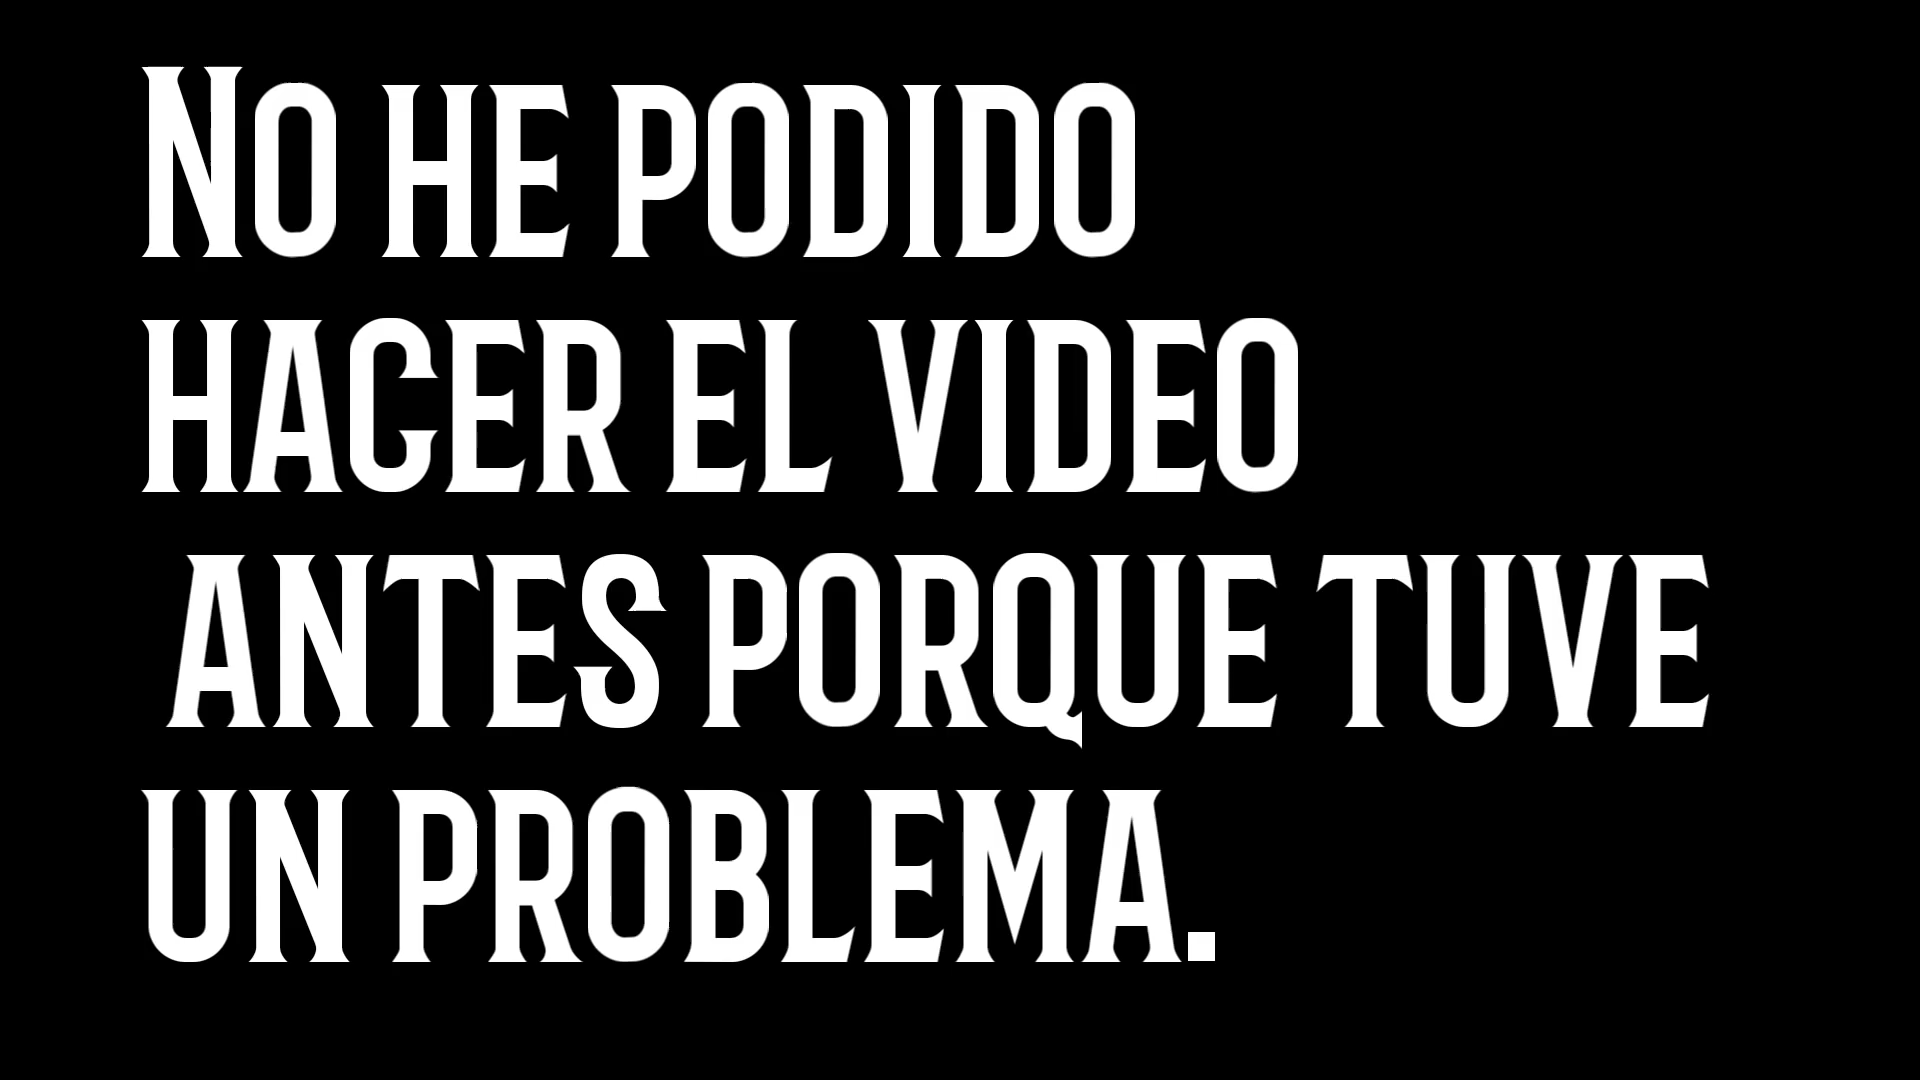 No he podido
hacer el video
antes porque tuve
un problema.